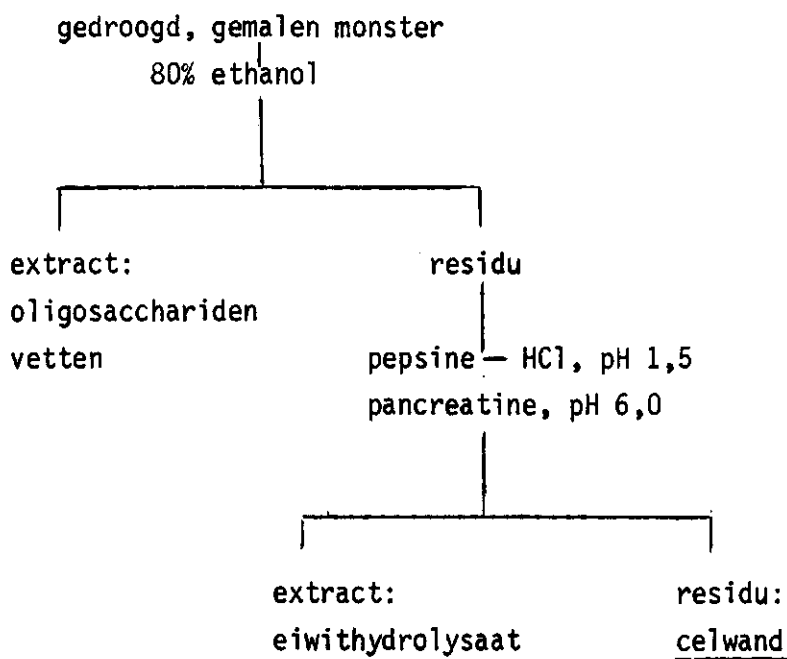 gedroogd, gemalen monster
80% ethanol
extract:
oligosacchariden
vetten
residu
pepsine — HCl, pH 1,5
pancreatine, pH 6,0
extract:
eiwithydrolysaat
residu:
celwand